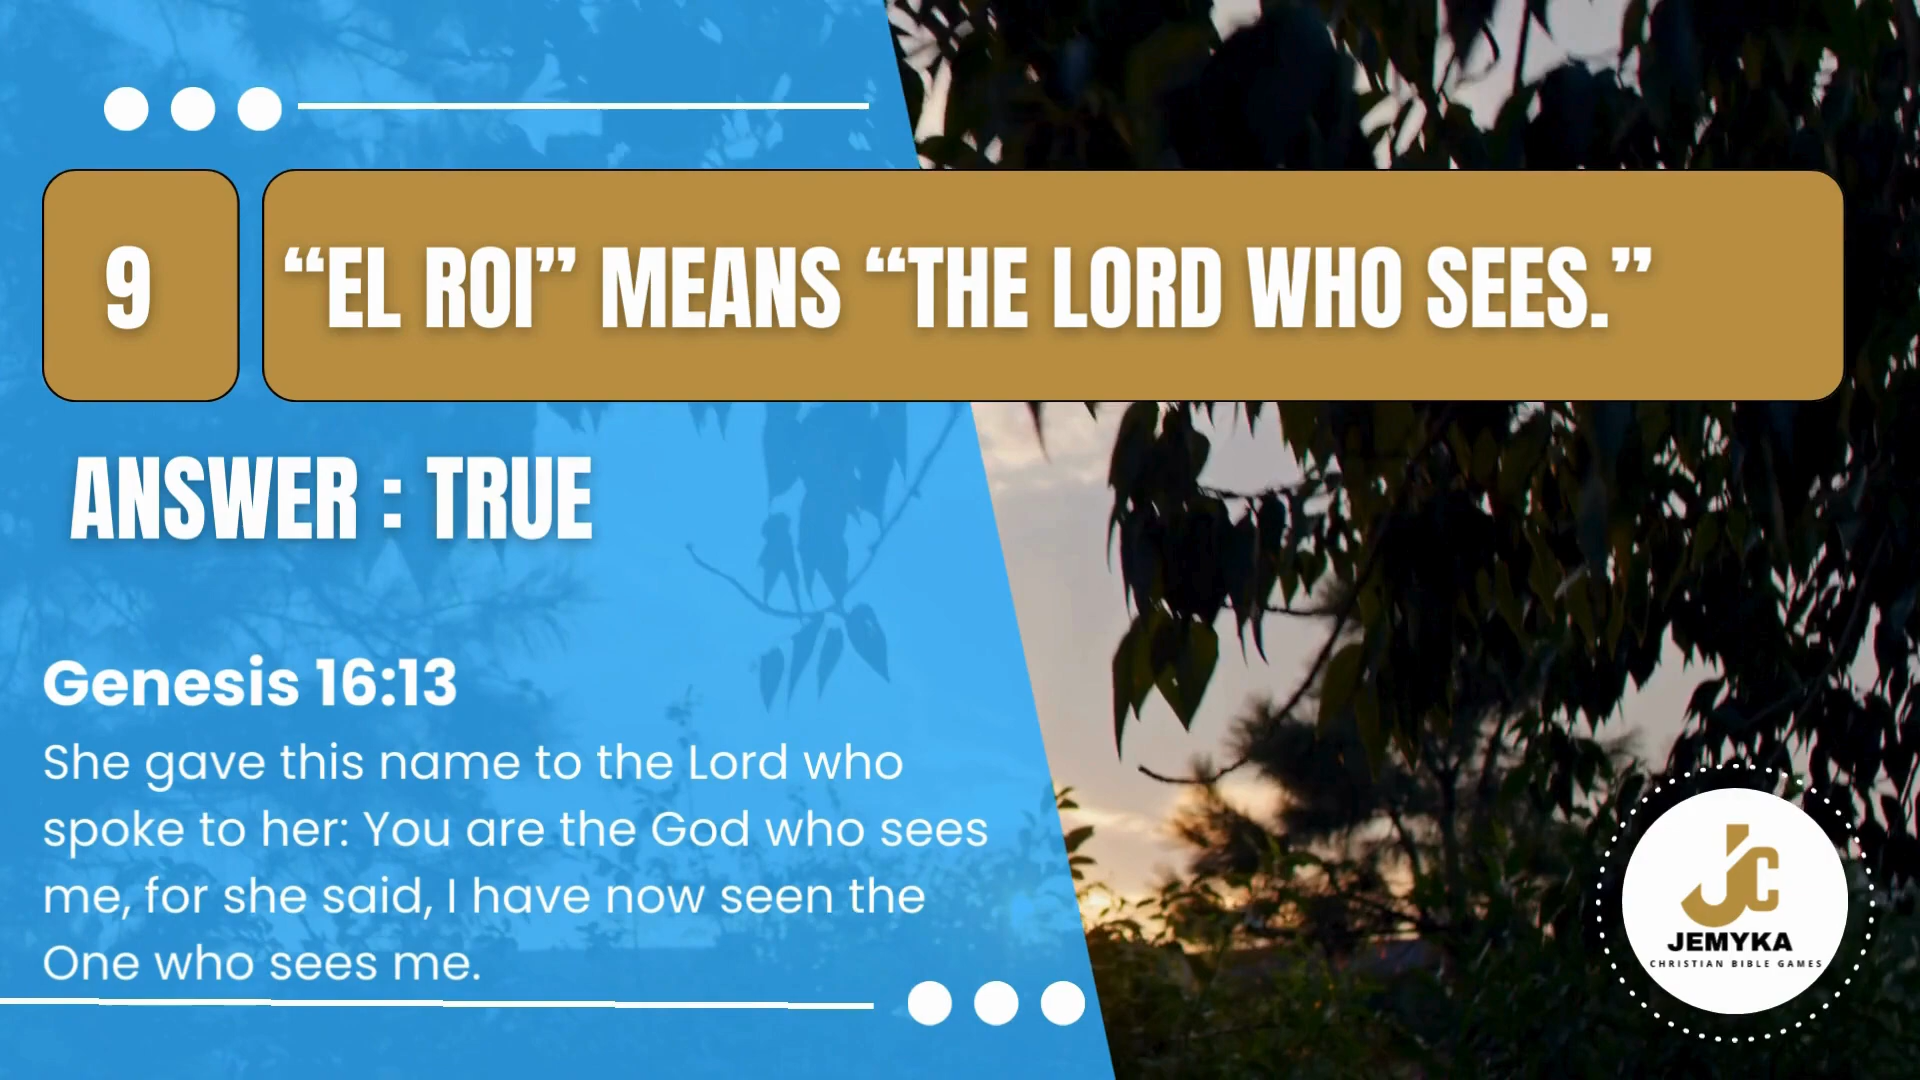 9
“EL ROI” MEANS “THE LORD WHO SEES.”
ANSWER : TRUE
Genesis 16:13
She gave this name to the Lord who
spoke to her: You are the God who sees
me, for she said, I have now seen the
One who sees me.
JC
JEMYKA
CHRISTIAN BIBLE GAMES